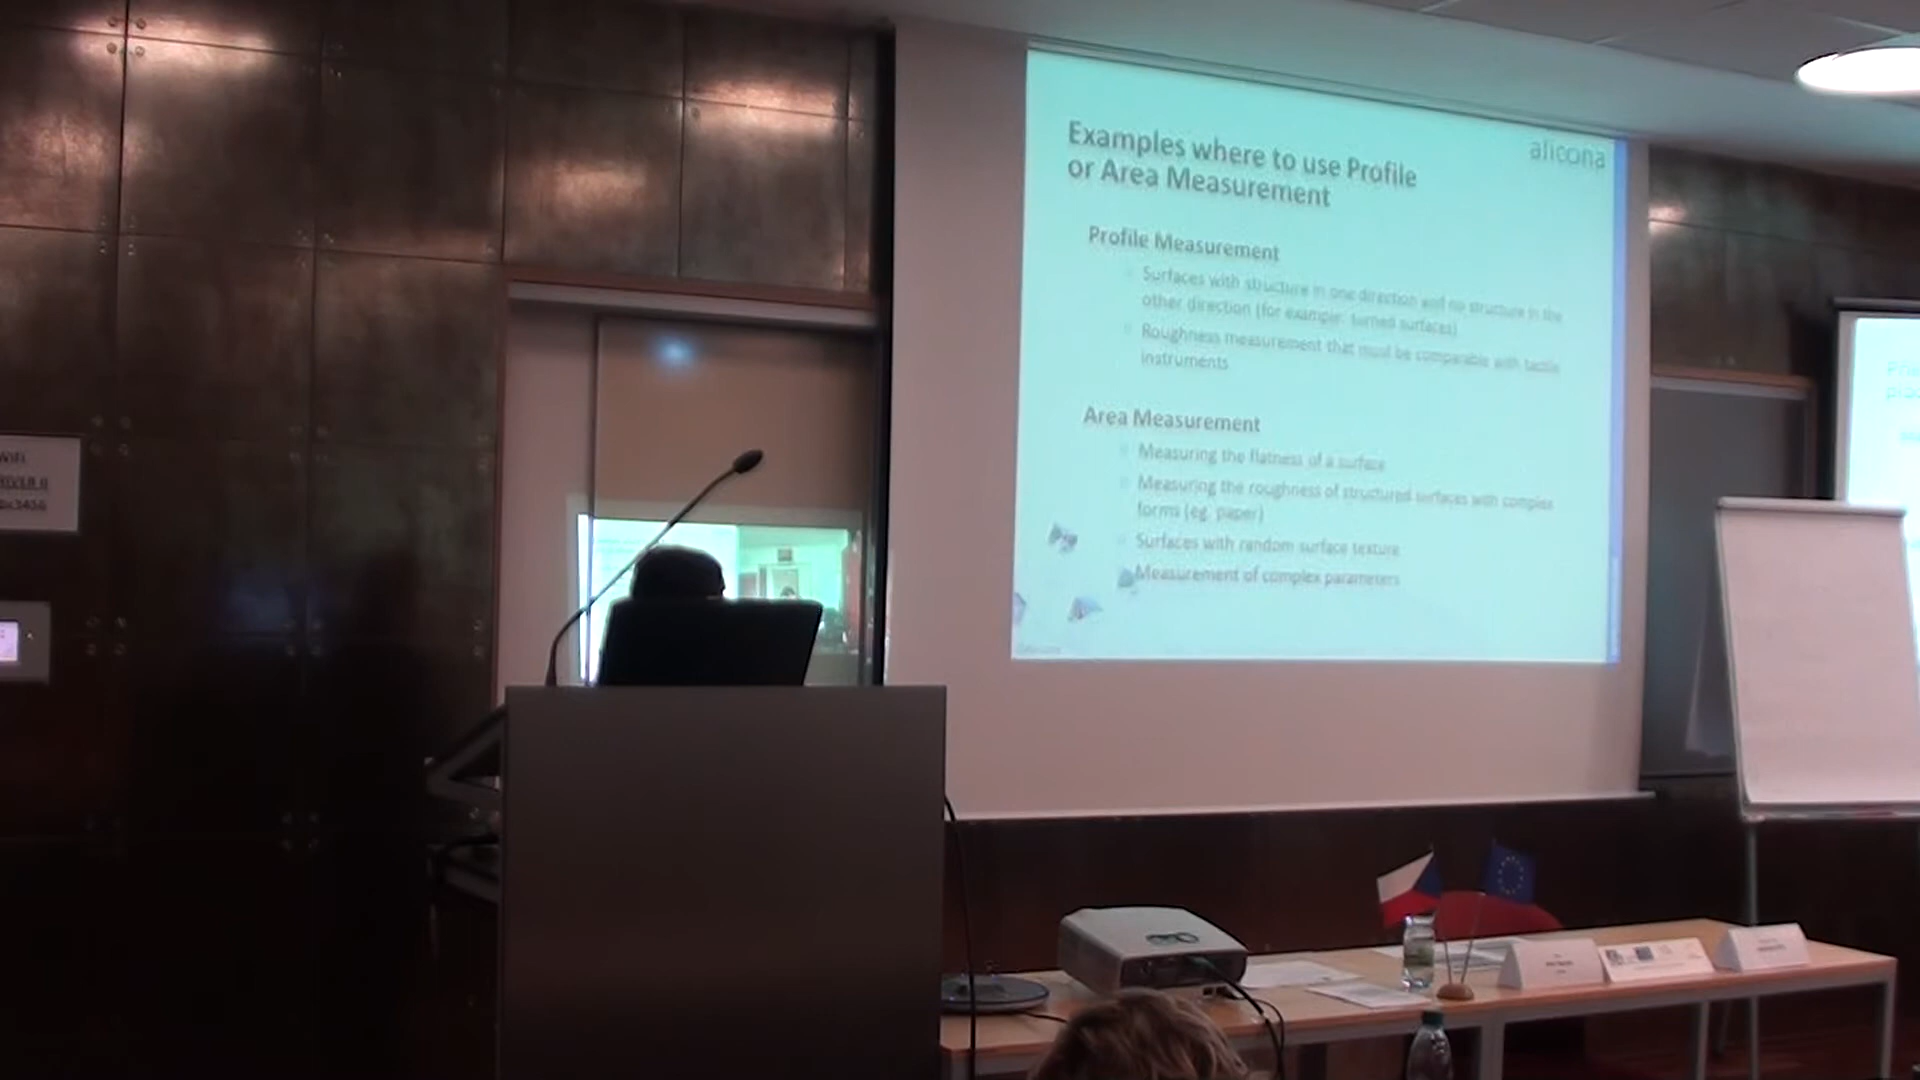 Examples where to use Profile
or Area Measurement
alicona
Profile Measurement
Surfaces with structure in one direction and no structure in the
other direction (for example: turned surfaces)
Roughness measurement that must be comparable with tactile
instruments
Area Measurement
Measuring the flatness of a surface
Measuring the roughness of structured surfaces with complex
forms (eg. paper)
Surfaces with random surface texture
Measurement of complex parameters
WiFi